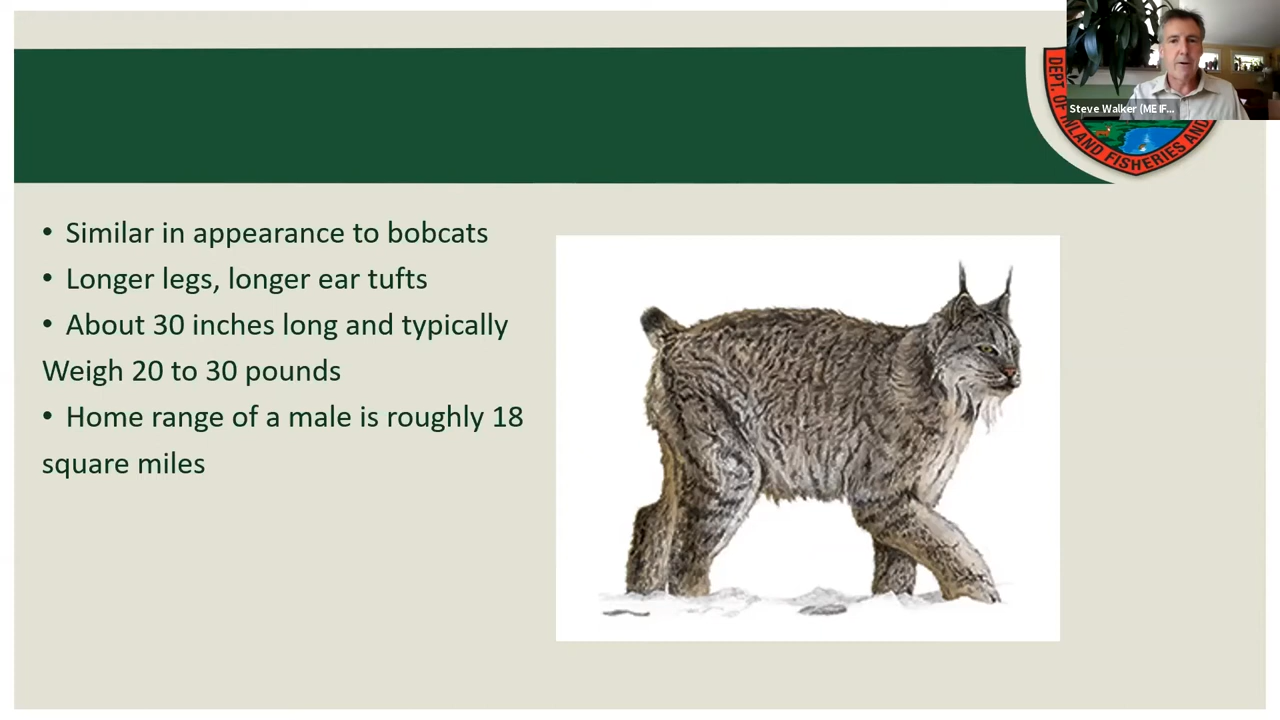 Steve Walker (ME IF...
DEPT. OF INLAND FISHERIES AND
• Similar in appearance to bobcats
• Longer legs, longer ear tufts
• About 30 inches long and typically
Weigh 20 to 30 pounds
• Home range of a male is roughly 18
square miles